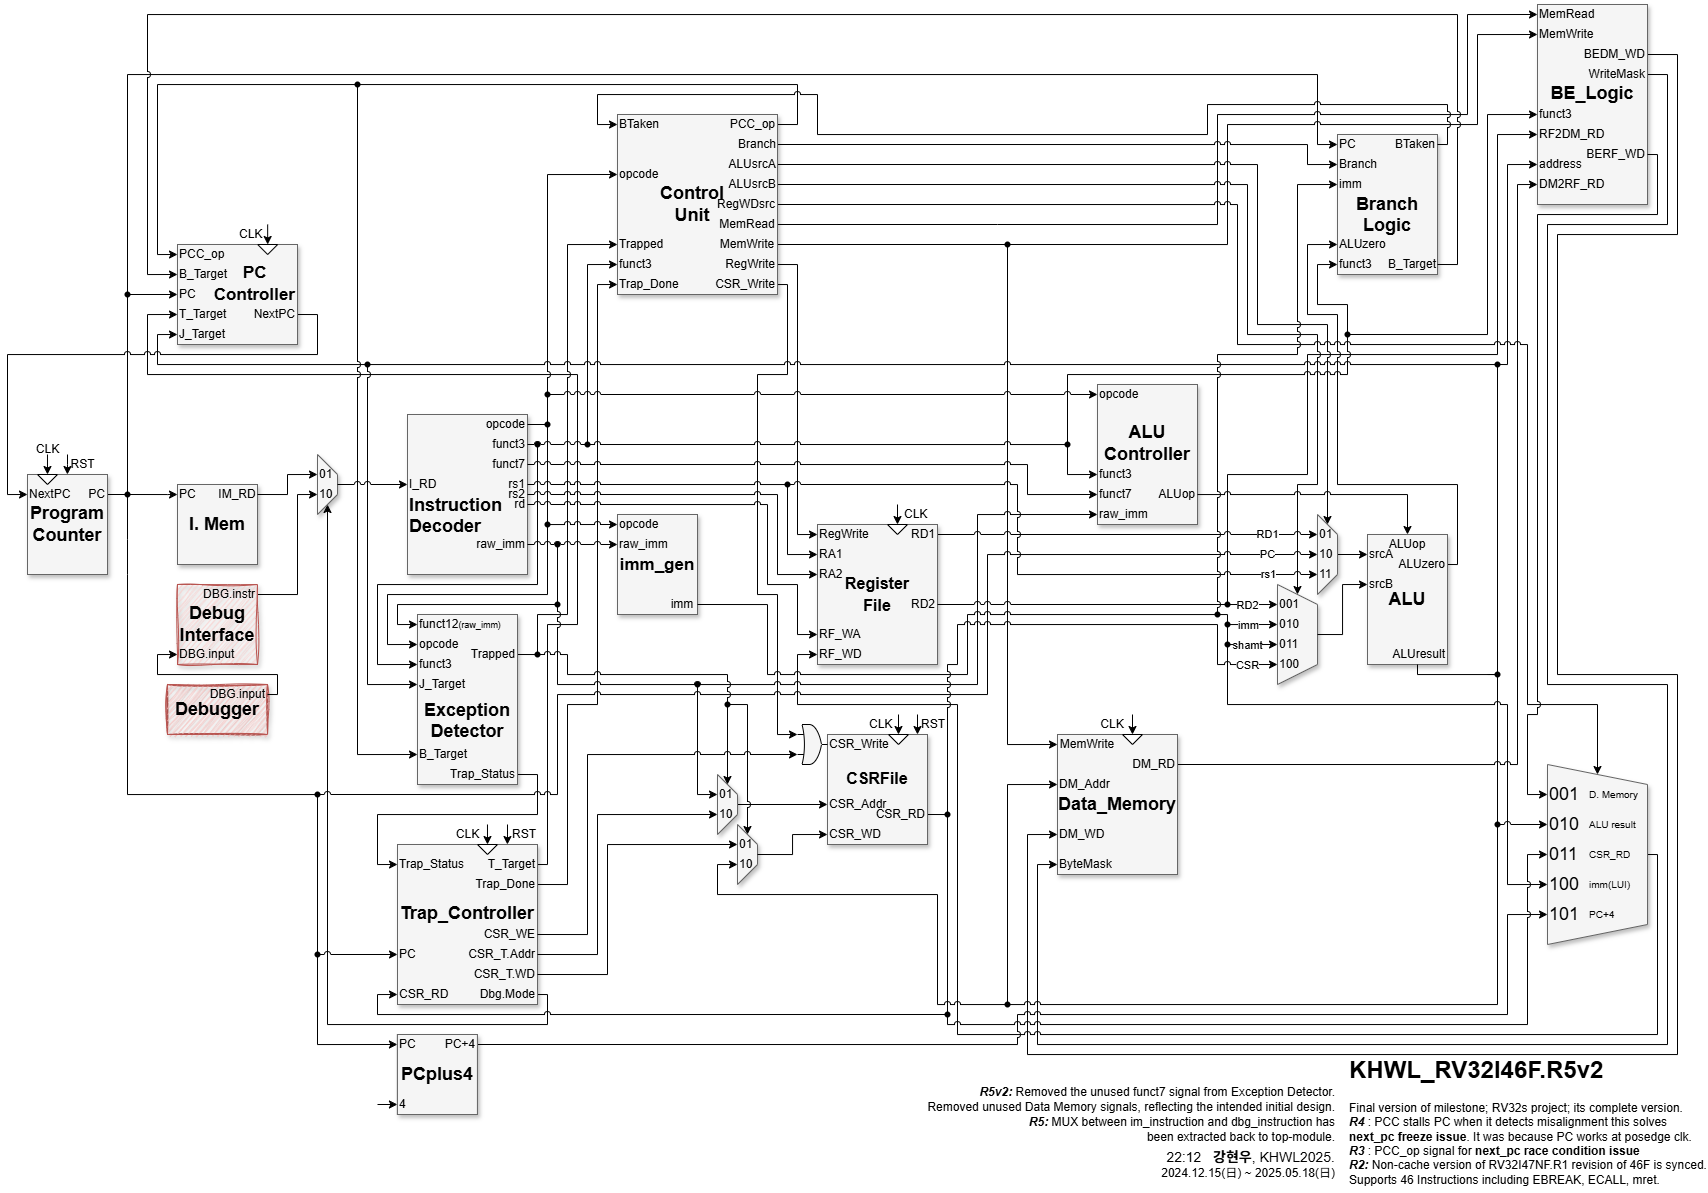 MemRead
MemWrite
BEDM_WD
WriteMask
BE_Logic
funct3
RF2DM_RD
BERF_WD
address
DM2RF_RD
BTaken
PCC_op
Branch
ALUsrcA
opcode
ALUsrcB
Control
Unit
RegWDsrc
MemRead
Trapped
MemWrite
funct3
RegWrite
Trap_Done
CSR_Write
PC
BTaken
Branch
imm
Branch
Logic
ALUzero
funct3
B_Target
CLK
PCC_op
B_Target
PC
Controller
PC
T_Target
NextPC
J_Target
CLK
RST
NextPC
PC
Program
Counter
PC
IM_RD
I. Mem
01
10
DBG.instr
Debug
Interface
DBG.input
DBG.input
Debugger
opcode
funct3
funct7
I_RD
rs1
rs2
rd
Instruction
Decoder
raw_imm
opcode
raw_imm
imm_gen
imm
funct12(raw_imm)
opcode
Trapped
funct3
J_Target
Exception
Detector
B_Target
Trap_Status
CLK
RegWrite
RD1
RA1
RA2
Register
File
RD2
RF_WA
RF_WD
opcode
ALU
Controller
funct3
funct7
ALUop
raw_imm
RD1
01
PC
10
rs1
11
RD2
001
imm
010
shamt
011
CSR
100
ALUop
srcA
ALUzero
srcB
ALU
ALUresult
CLK
RST
CSR_Write
CSRFile
CSR_Addr
CSR_RD
CSR_WD
01
10
01
10
CLK
MemWrite
DM_RD
DM_Addr
Data_Memory
DM_WD
ByteMask
001 D. Memory
010 ALU result
011 CSR_RD
100 imm(LUI)
101 PC+4
CLK
RST
Trap_Status
T_Target
Trap_Done
Trap_Controller
CSR_WE
PC
CSR_T.Addr
CSR_T.WD
CSR_RD
Dbg.Mode
PC
PC+4
PCplus4
4
KHWL_RV32I46F.R5v2
R5v2: Removed the unused funct7 signal from Exception Detector.
Removed unused Data Memory signals, reflecting the intended initial design.
R5: MUX between im_instruction and dbg_instruction has
been extracted back to top-module.
22:12 강현우, KHWL2025.
2024.12.15(日) ~ 2025.05.18(日)
Final version of milestone; RV32s project; its complete version.
R4 : PCC stalls PC when it detects misalignment this solves
next_pc freeze issue. It was because PC works at posedge clk.
R3 : PCC_op signal for next_pc race condition issue
R2: Non-cache version of RV32I47NF.R1 revision of 46F is synced.
Supports 46 Instructions including EBREAK, ECALL, mret.